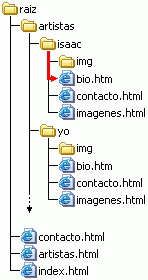 raiz
artistas
isaac
img
bio.htm
contacto.html
imagenes.html
yo
img
bio.htm
contacto.html
imagenes.html
contacto.html
artistas.html
index.html